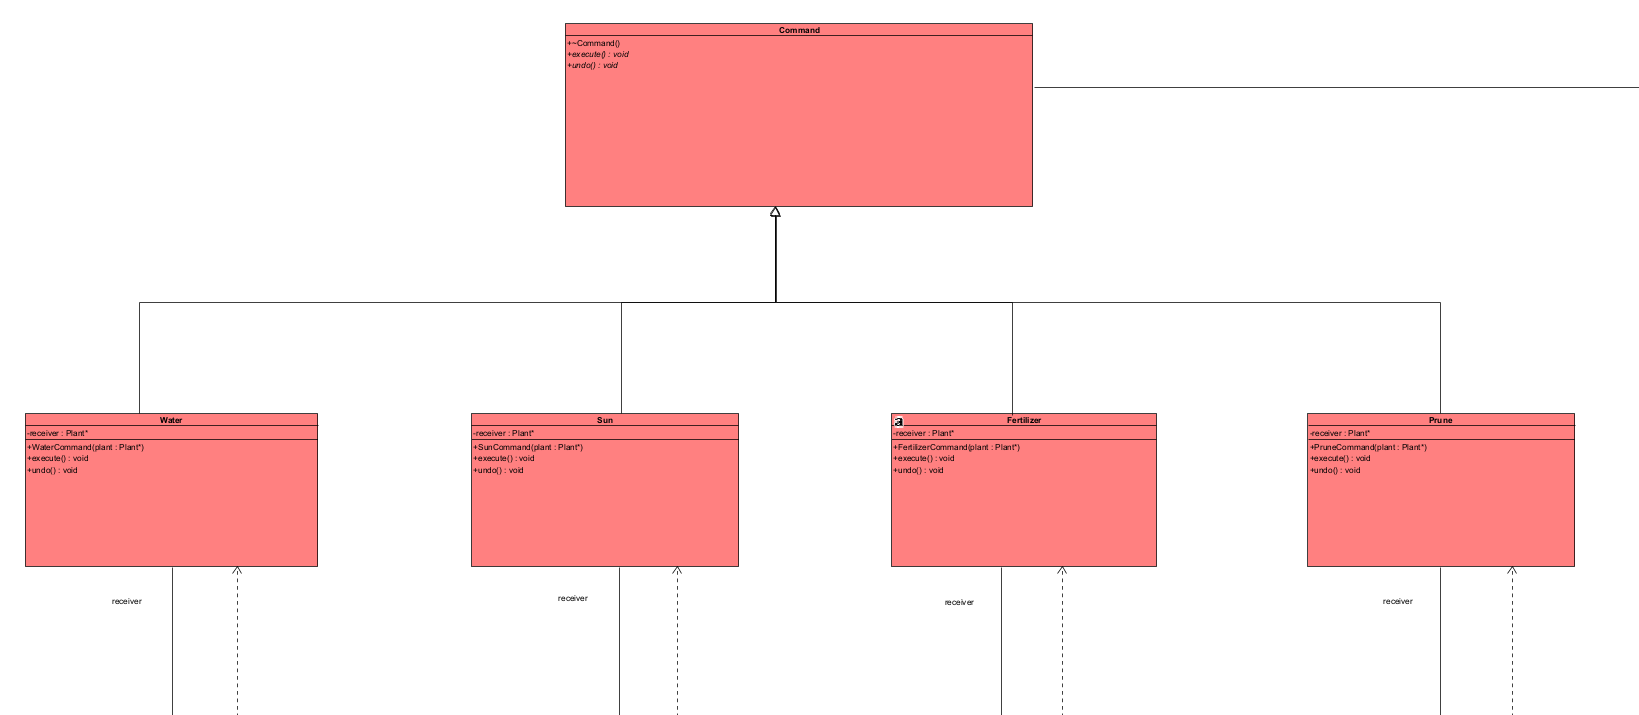 Command
+~Command()
+execute() : void
+undo() : void
Water
-receiver : Plant*
+WaterCommand(plant : Plant*)
+execute() : void
+undo() : void
Sun
-receiver : Plant*
+SunCommand(plant : Plant*)
+execute() : void
+undo() : void
a
Fertilizer
-receiver : Plant*
+FertilizerCommand(plant : Plant*)
+execute() : void
+undo() : void
Prune
-receiver : Plant*
+PruneCommand(plant : Plant*)
+execute() : void
+undo() : void
receiver
receiver
receiver
receiver